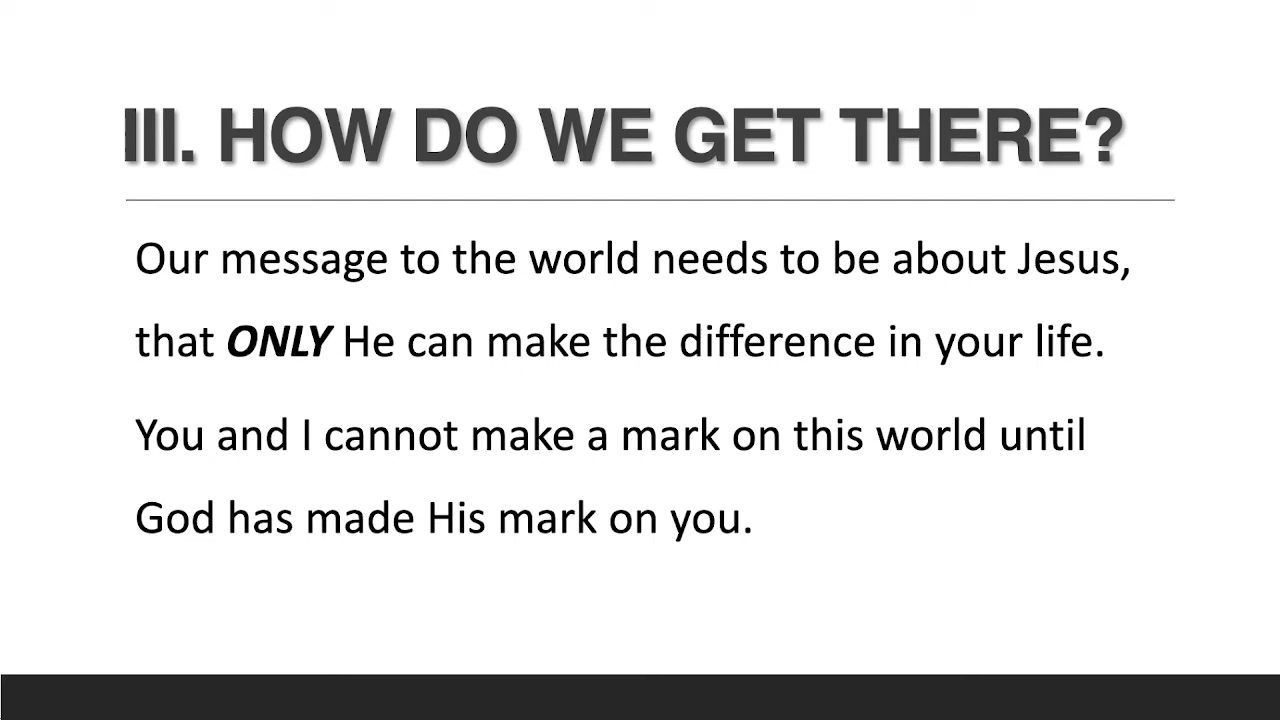 III. HOW DO WE GET THERE?
Our message to the world needs to be about Jesus,
that ONLY He can make the difference in your life.
You and I cannot make a mark on this world until
God has made His mark on you.